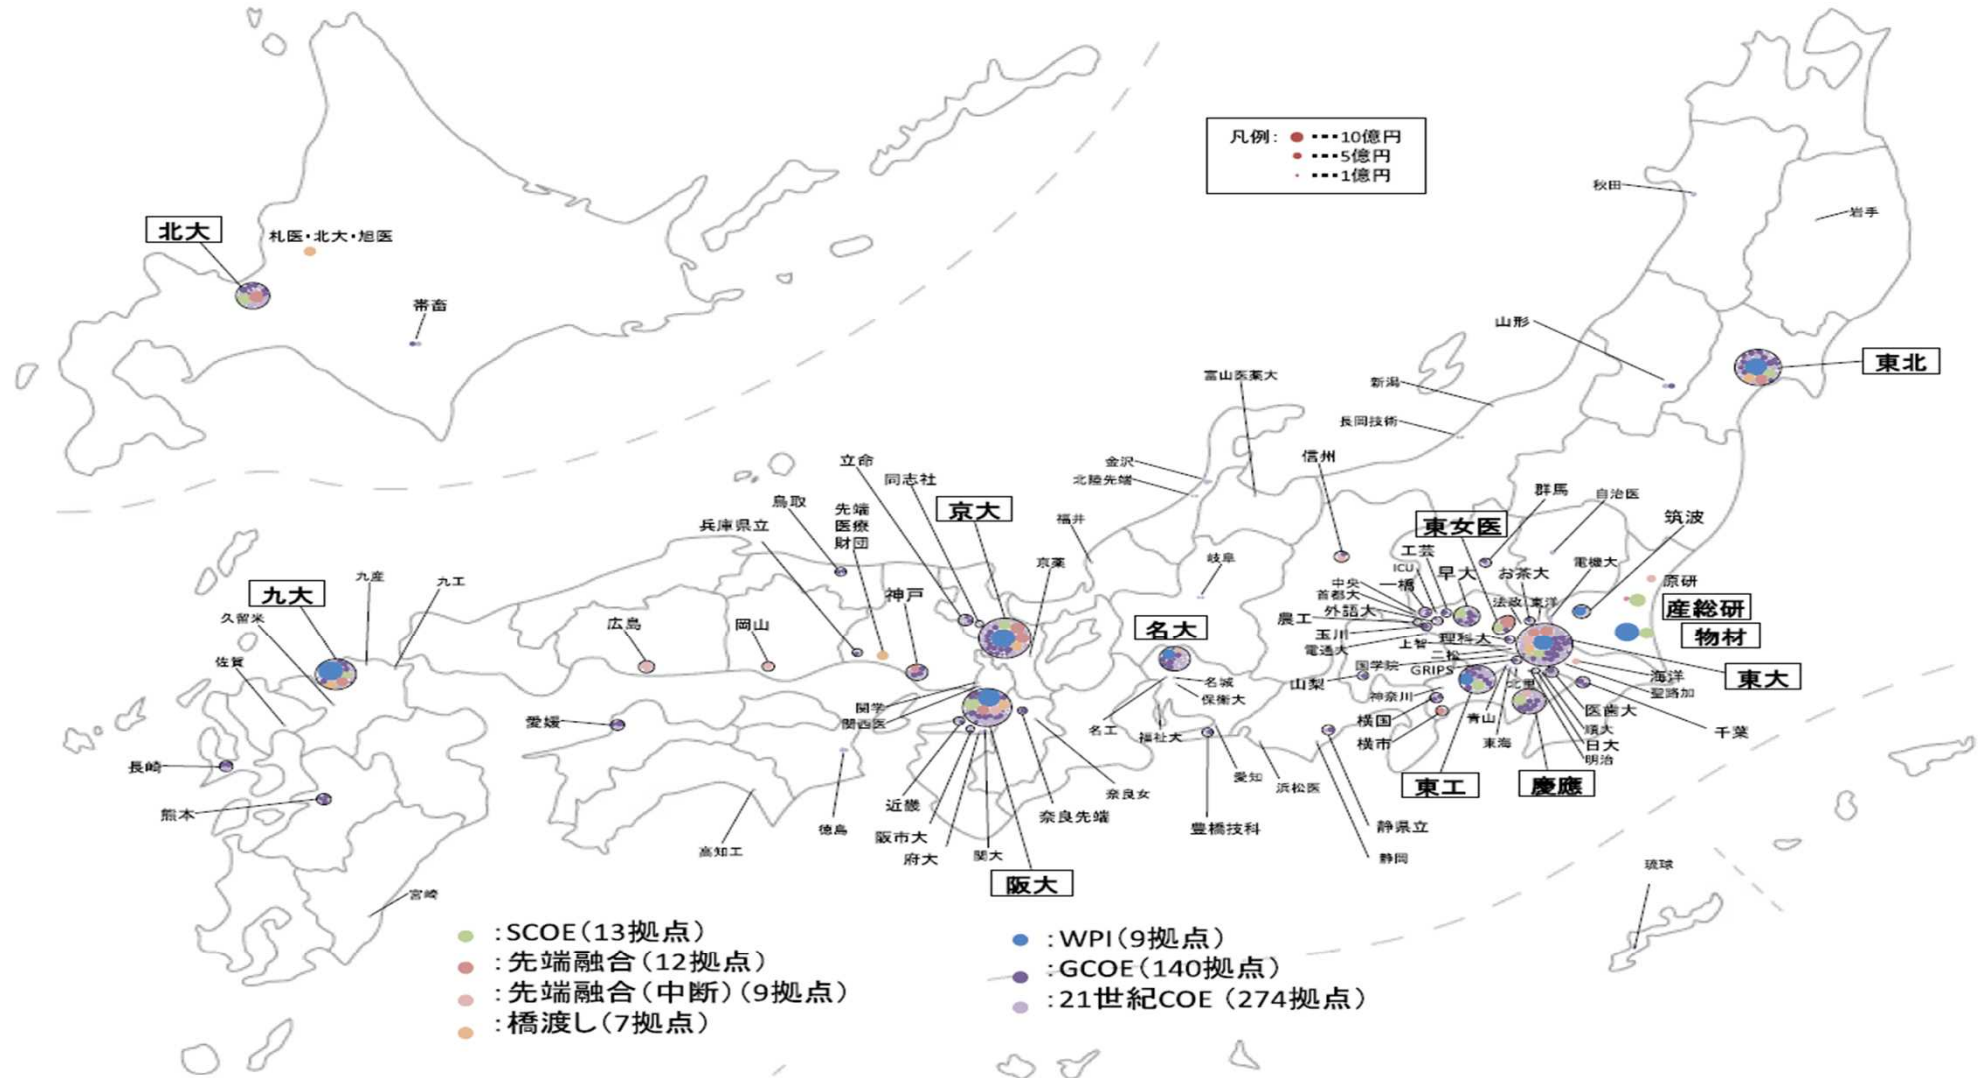 凡例: ･･･10億円
･･･5億円
･･･1億円
秋田
岩手
北大
札医・北大・旭医
帯畜
山形
東北
富山医薬大
新潟
長岡技術
金沢
北陸先端
信州
立命
同志社
鳥取
先端
医療
財団
京大
兵庫県立
福井
京薬
岐阜
群馬
自治医
筑波
東女医
工芸
ICU
一橋
早大
お茶大
電機大
中央
首都大
外語大
法政
東洋
原研
産総研
物材
農工
玉川
電通大
上智
理科大
二松
国学院
GRIPS
山梨
神奈川
北里
東大
海洋
聖路加
横国
横市
青山
東海
医歯大
順大
日大
明治
千葉
東工
慶應
九大
九産
九工
久留米
佐賀
広島
岡山
神戸
名大
名城
保衛大
名工
福祉大
愛知
浜松医
豊橋技科
静県立
静岡
関学
関西医
愛媛
長崎
熊本
近畿
阪市大
府大
関大
奈良先端
奈良女
徳島
高知工
阪大
宮崎
琉球
：SCOE（13拠点）
：先端融合（12拠点）
：先端融合（中断）（9拠点）
：橋渡し（7拠点）
：WPI（9拠点）
：GCOE（140拠点）
：21世紀COE （274拠点）